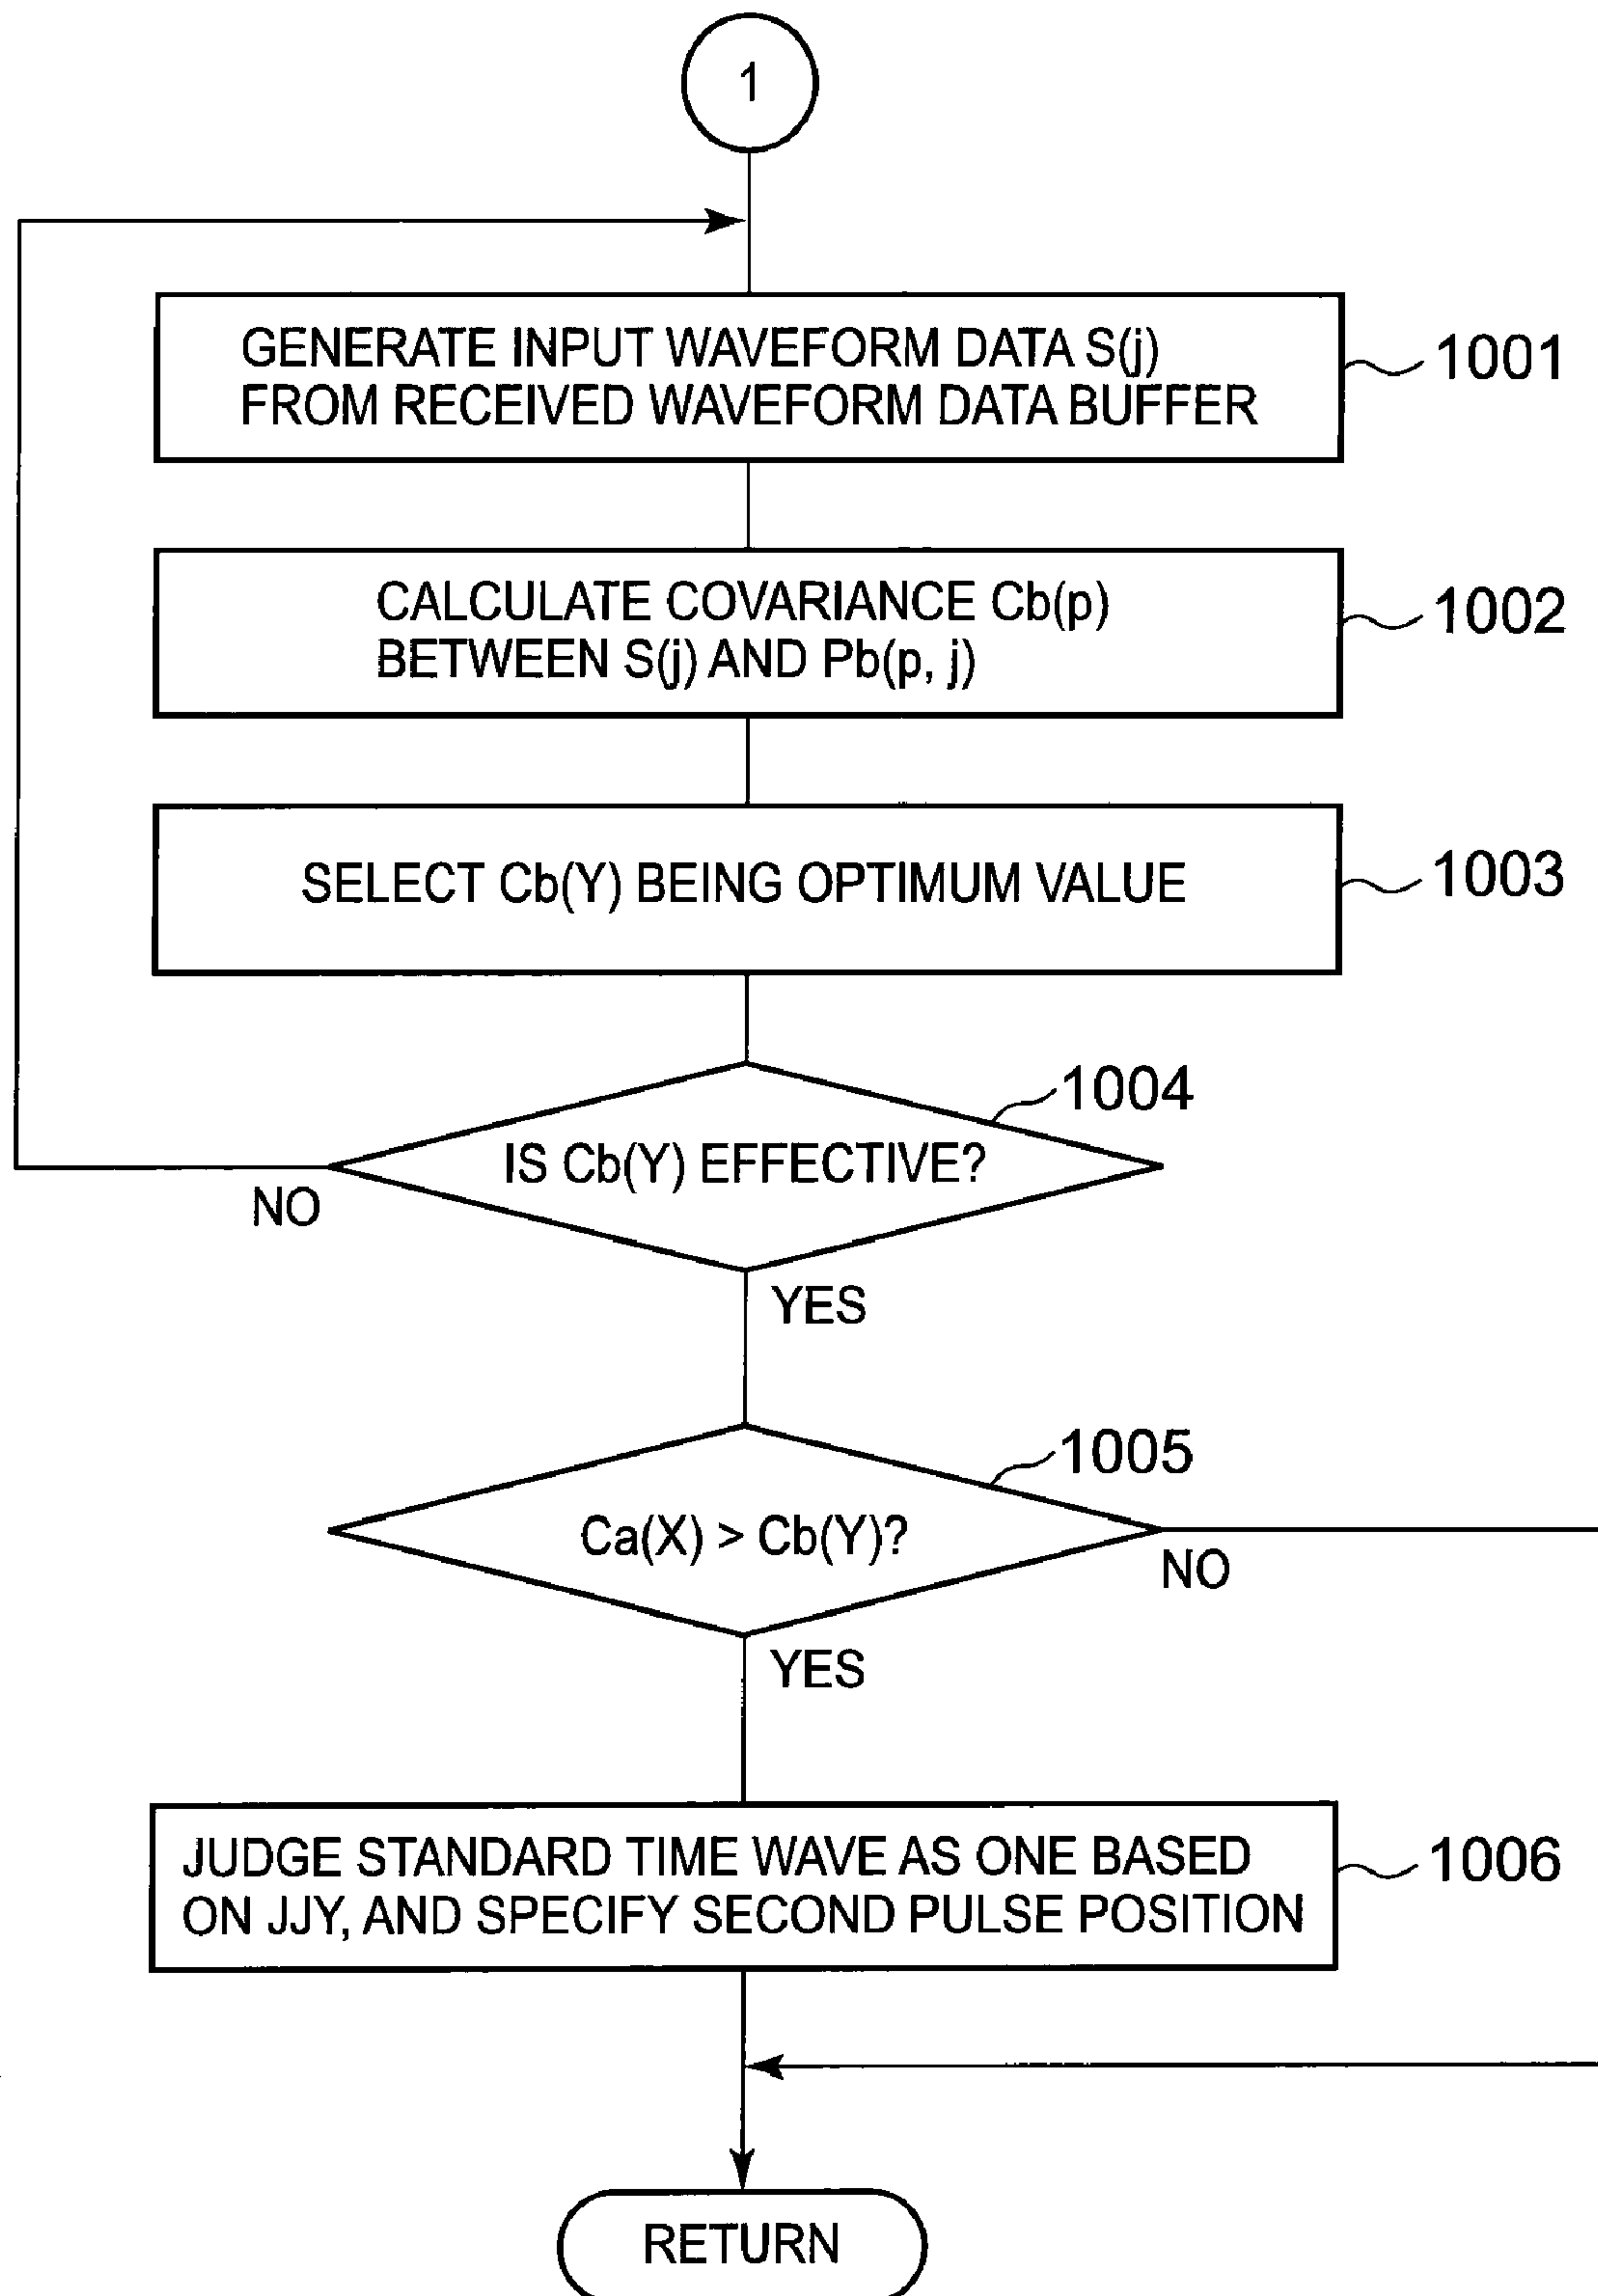 1
GENERATE INPUT WAVEFORM DATA S(j)
FROM RECEIVED WAVEFORM DATA BUFFER
1001
CALCULATE COVARIANCE Cb(p)
BETWEEN S(j) AND Pb(p, j)
1002
SELECT Cb(Y) BEING OPTIMUM VALUE
1003
1004
IS Cb(Y) EFFECTIVE?
NO
YES
1005
Ca(X) > Cb(Y)?
NO
YES
JUDGE STANDARD TIME WAVE AS ONE BASED
ON JJY, AND SPECIFY SECOND PULSE POSITION
1006
RETURN